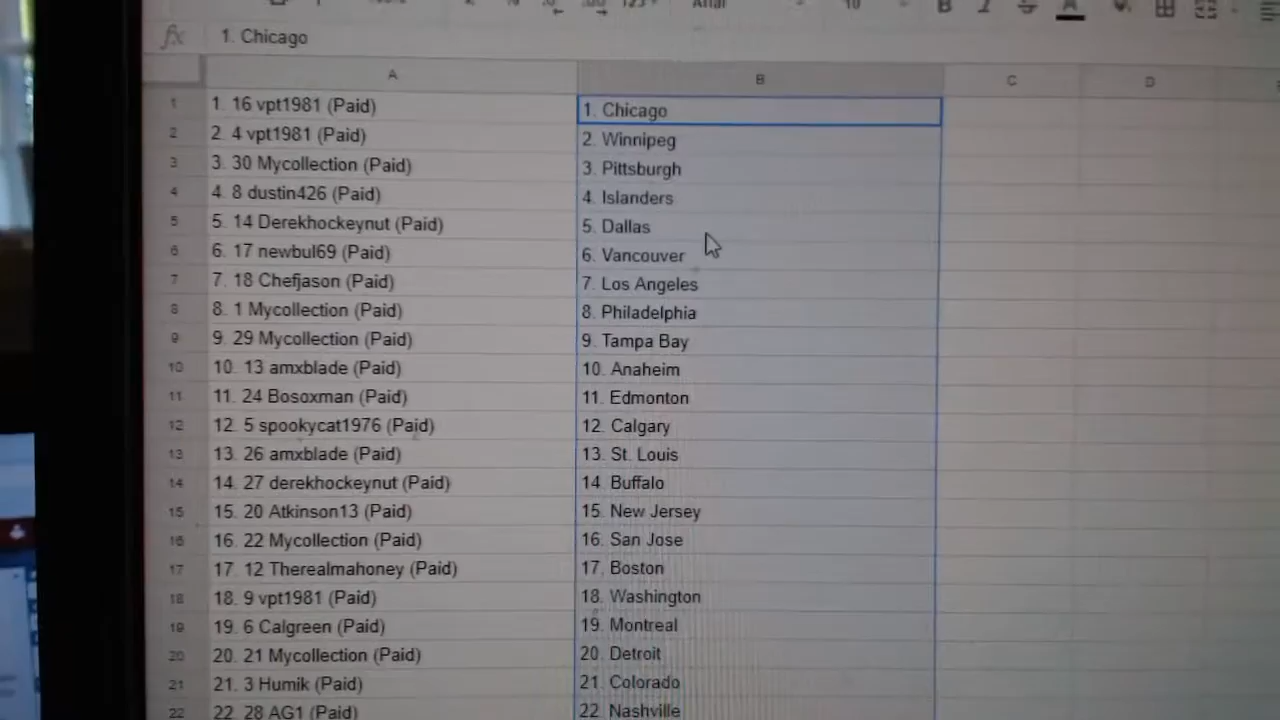 Arial 10 B
fx 1. Chicago
A B C D
1 1. 16 vpt1981 (Paid) 1. Chicago
2 2. 4 vpt1981 (Paid) 2. Winnipeg
3 3. 30 Mycollection (Paid) 3. Pittsburgh
4 4. 8 dustin426 (Paid) 4. Islanders
5 5. 14 Derekhockeynut (Paid) 5. Dallas
6 6. 17 newbul69 (Paid) 6. Vancouver
7 7. 18 Chefjason (Paid) 7. Los Angeles
8 8. 1 Mycollection (Paid) 8. Philadelphia
9 9. 29 Mycollection (Paid) 9. Tampa Bay
10 10. 13 amxblade (Paid) 10. Anaheim
11 11. 24 Bosoxman (Paid) 11. Edmonton
12 12. 5 spookycat1976 (Paid) 12. Calgary
13 13. 26 amxblade (Paid) 13. St. Louis
14 14. 27 derekhockeynut (Paid) 14. Buffalo
15 15. 20 Atkinson13 (Paid) 15. New Jersey
16 16. 22 Mycollection (Paid) 16. San Jose
17 17. 12 Therealmahoney (Paid) 17. Boston
18 18. 9 vpt1981 (Paid) 18. Washington
19 19. 6 Calgreen (Paid) 19. Montreal
20 20. 21 Mycollection (Paid) 20. Detroit
21 21. 3 Humik (Paid) 21. Colorado
22 22. 28 AG1 (Paid) 22. Nashville